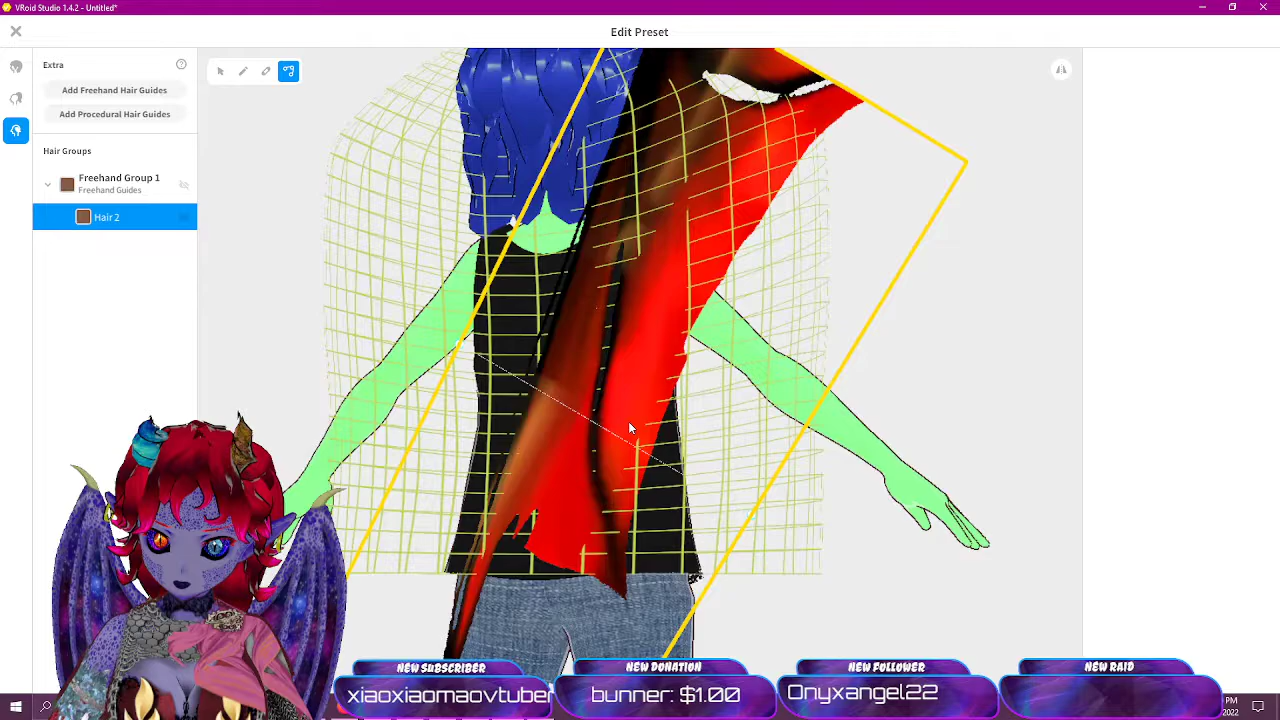 VRoid Studio 1.4.2 - Untitled*
Edit Preset
Extra
Add Freehand Hair Guides
Add Procedural Hair Guides
Hair Groups
Freehand Group 1
Freehand Guides
Hair 2
NEW SUBSCRIBER
NEW DONATION
NEW FOLLOWER
NEW RAID
xiaoxiaomaovtuber
bunner: $1.00
Onyxangel22
PM
2022